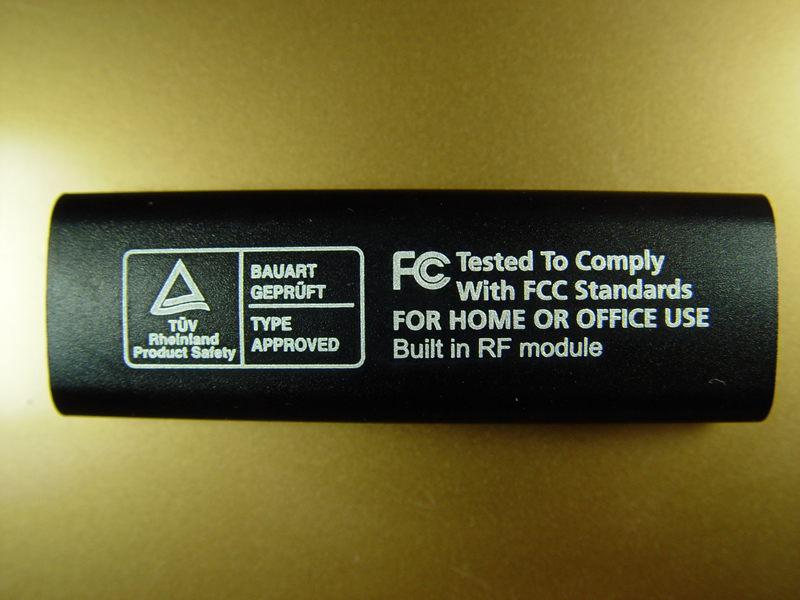 TÜV
Rheinland
Product Safety
BAUART
GEPRÜFT
TYPE
APPROVED
FC Tested To Comply
With FCC Standards
FOR HOME OR OFFICE USE
Built in RF module